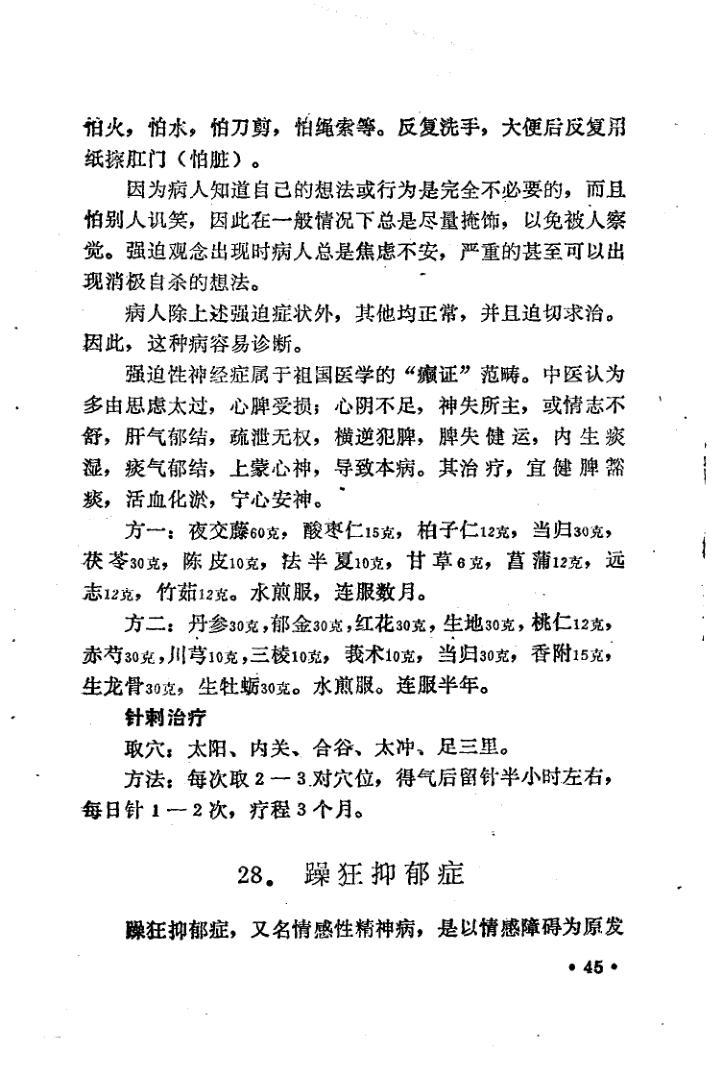 怕火，怕水，怕刀剪，怕绳索等。反复洗手，大便后反复用
纸擦肛门（怕脏）。
因为病人知道自己的想法或行为是完全不必要的，而且
怕别人讥笑，因此在一般情况下总是尽量掩饰，以免被人察
觉。强迫观念出现时病人总是焦虑不安，严重的甚至可以出
现消极自杀的想法。
病人除上述强迫症状外，其他均正常，并且迫切求治。
因此，这种病容易诊断。
强迫性神经症属于祖国医学的“癫证”范畴。中医认为
多由思虑太过，心脾受损；心阴不足，神失所主，或情志不
舒，肝气郁结，疏泄无权，横逆犯脾，脾失健运，内生痰
湿，痰气郁结，上蒙心神，导致本病。其治疗，宜健脾豁
痰，活血化淤，宁心安神。
方一：夜交藤60克，酸枣仁15克，柏子仁12克，当归30克，
茯苓30克，陈皮10克，法半夏10克，甘草6克，菖蒲12克，远
志12克，竹茹12克。水煎服，连服数月。
方二：丹参30克，郁金30克，红花30克，生地30克，桃仁12克，
赤芍30克，川芎10克，三棱10克，莪术10克，当归30克，香附15克，
生龙骨30克，生牡蛎30克。水煎服。连服半年。
针刺治疗
取穴：太阳、内关、合谷、太冲、足三里。
方法：每次取2—3对穴位，得气后留针半小时左右，
每日针1—2次，疗程3个月。
28．躁狂抑郁症
躁狂抑郁症，又名情感性精神病，是以情感障碍为原发
•45•